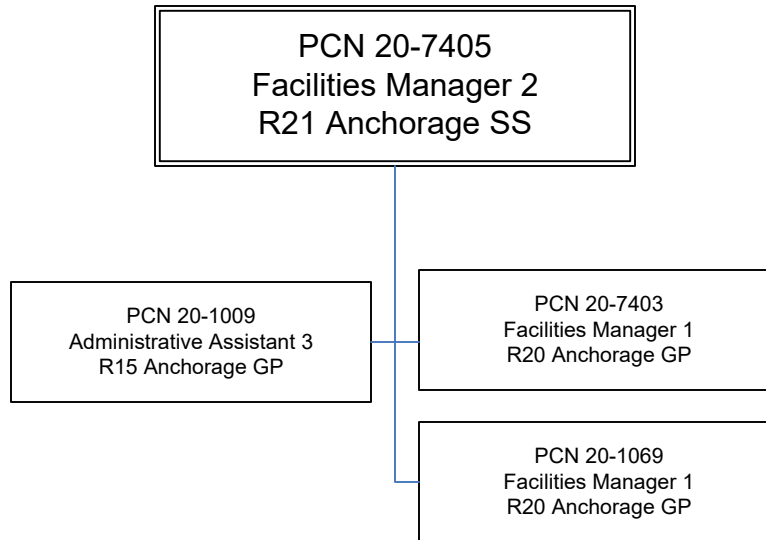 PCN 20-7405
Facilities Manager 2
R21 Anchorage SS
PCN 20-1009
Administrative Assistant 3
R15 Anchorage GP
PCN 20-7403
Facilities Manager 1
R20 Anchorage GP
PCN 20-1069
Facilities Manager 1
R20 Anchorage GP